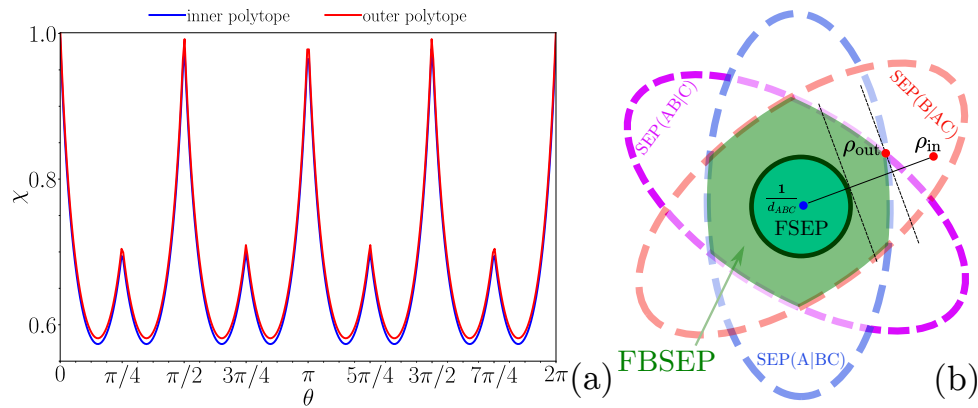 inner polytope outer polytope
1.0
0.8
0.6
χ
0 π/4 π/2 3π/4 π 5π/4 3π/2 7π/4 2π
θ
(a)
SEP(AB|C)
SEP(B|AC)
ρout
ρin
1/dABC
FSEP
FBSEP
SEP(A|BC)
(b)